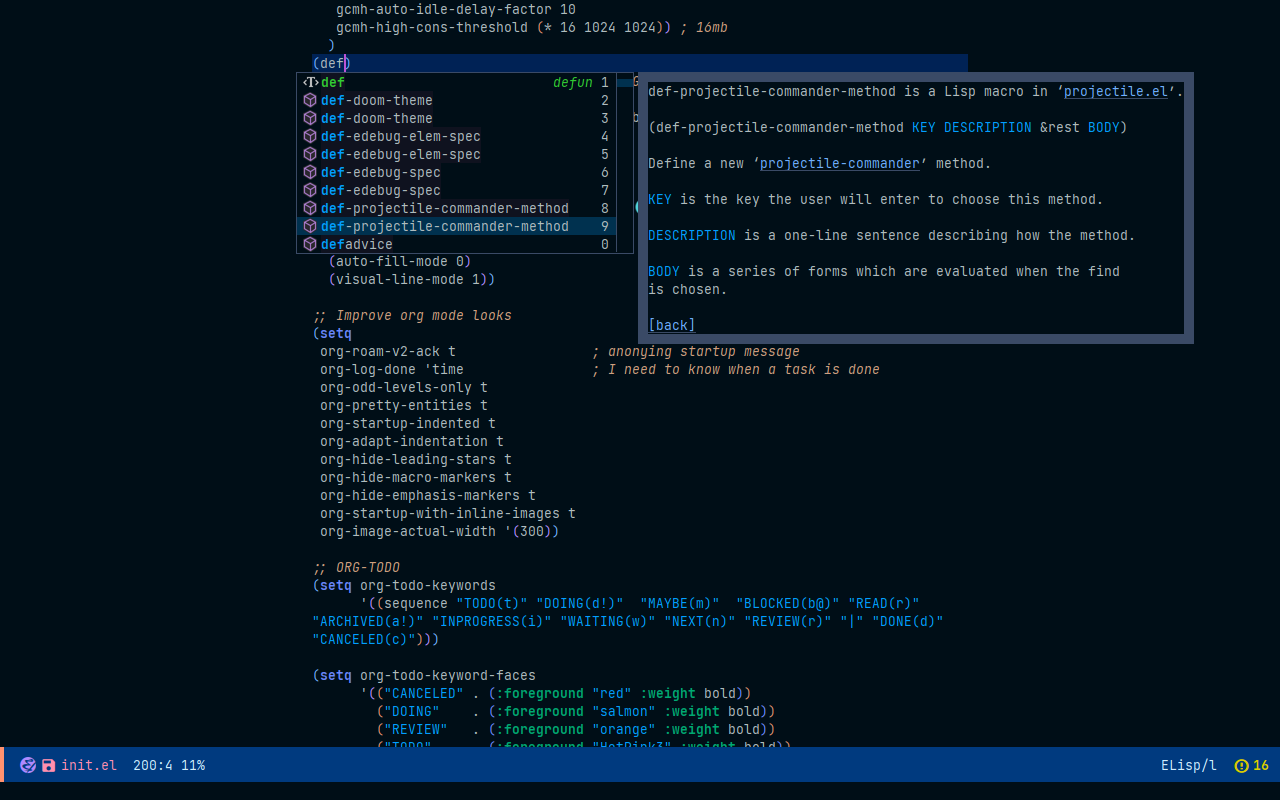 gcmh-auto-idle-delay-factor 10
gcmh-high-cons-threshold (* 16 1024 1024)) ; 16mb
)
(def)
<T>def defun 1
def-doom-theme 2
def-doom-theme 3
def-edebug-elem-spec 4
def-edebug-elem-spec 5
def-edebug-spec 6
def-edebug-spec 7
def-projectile-commander-method 8
def-projectile-commander-method 9
defadvice 0
def-projectile-commander-method is a Lisp macro in ‘projectile.el’.
(def-projectile-commander-method KEY DESCRIPTION &rest BODY)
Define a new ‘projectile-commander’ method.
KEY is the key the user will enter to choose this method.
DESCRIPTION is a one-line sentence describing how the method.
BODY is a series of forms which are evaluated when the find
is chosen.
[back]
(auto-fill-mode 0)
(visual-line-mode 1))
;; Improve org mode looks
(setq
org-roam-v2-ack t ; anonying startup message
org-log-done 'time ; I need to know when a task is done
org-odd-levels-only t
org-pretty-entities t
org-startup-indented t
org-adapt-indentation t
org-hide-leading-stars t
org-hide-macro-markers t
org-hide-emphasis-markers t
org-startup-with-inline-images t
org-image-actual-width '(300))
;; ORG-TODO
(setq org-todo-keywords
'((sequence "TODO(t)" "DOING(d!)" "MAYBE(m)" "BLOCKED(b@)" "READ(r)"
"ARCHIVED(a!)" "INPROGRESS(i)" "WAITING(w)" "NEXT(n)" "REVIEW(r)" "|" "DONE(d)"
"CANCELED(c)")))
(setq org-todo-keyword-faces
'(("CANCELED" . (:foreground "red" :weight bold))
("DOING" . (:foreground "salmon" :weight bold))
("REVIEW" . (:foreground "orange" :weight bold))
("TODO" . (:foreground "HotPink3" :weight bold))
init.el 200:4 11% ELisp/l 16